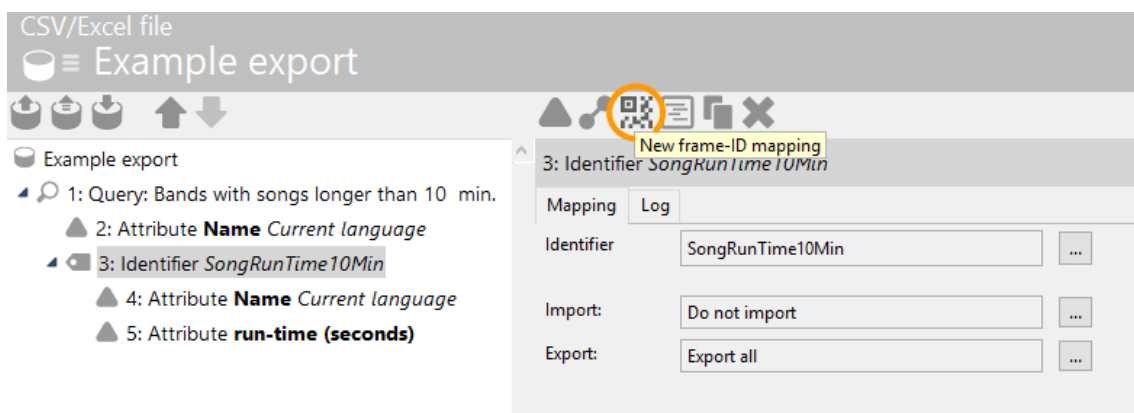 CSV/Excel file
Example export
New frame-ID mapping
Example export
1: Query: Bands with songs longer than 10 min.
2: Attribute Name Current language
3: Identifier SongRunTime10Min
4: Attribute Name Current language
5: Attribute run-time (seconds)
3: Identifier SongRunTime10Min
Mapping Log
Identifier SongRunTime10Min ...
Import: Do not import ...
Export: Export all ...